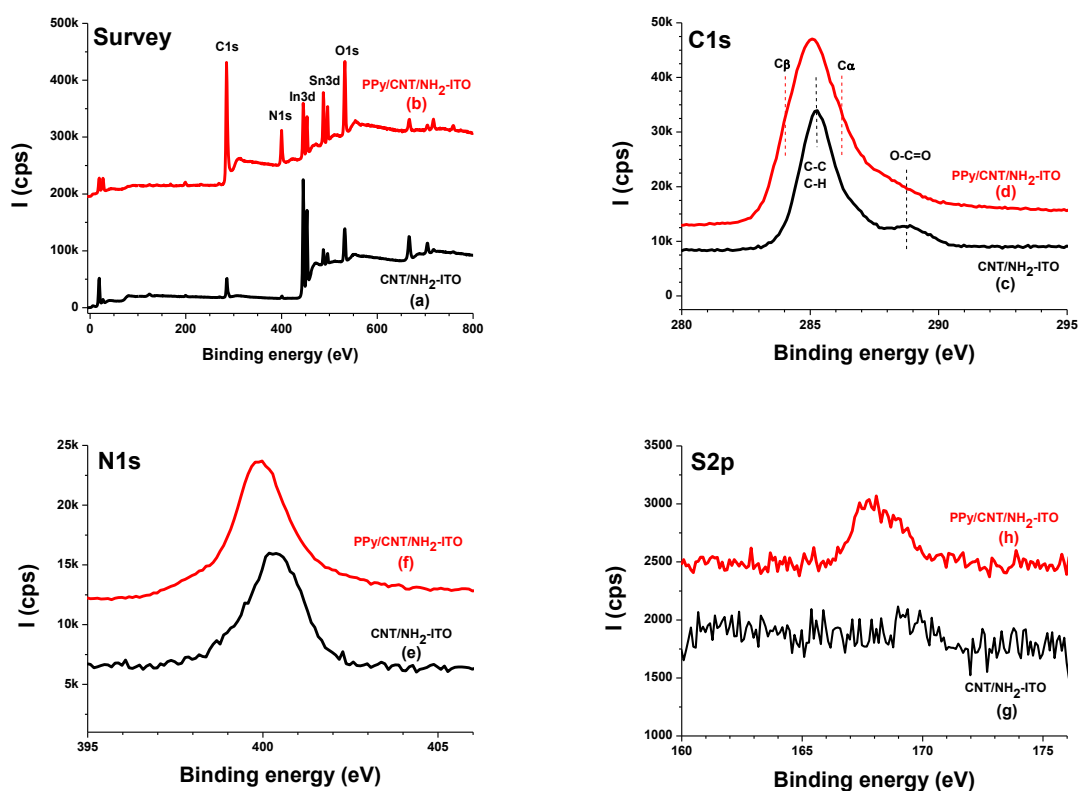 Survey
500k
400k
300k
200k
100k
0
I (cps)
C1s
N1s
In3d
Sn3d
O1s
PPy/CNT/NH2-ITO
(b)
CNT/NH2-ITO
(a)
0 200 400 600 800
Binding energy (eV)
C1s
50k
40k
30k
20k
10k
0
I (cps)
Cβ
Cα
C-C
C-H
O-C=O
PPy/CNT/NH2-ITO
(d)
CNT/NH2-ITO
(c)
280 285 290 295
Binding energy (eV)
N1s
25k
20k
15k
10k
5k
I (cps)
PPy/CNT/NH2-ITO
(f)
CNT/NH2-ITO
(e)
395 400 405
Binding energy (eV)
S2p
3500
3000
2500
2000
1500
1000
I (cps)
PPy/CNT/NH2-ITO
(h)
CNT/NH2-ITO
(g)
160 165 170 175
Binding energy (eV)